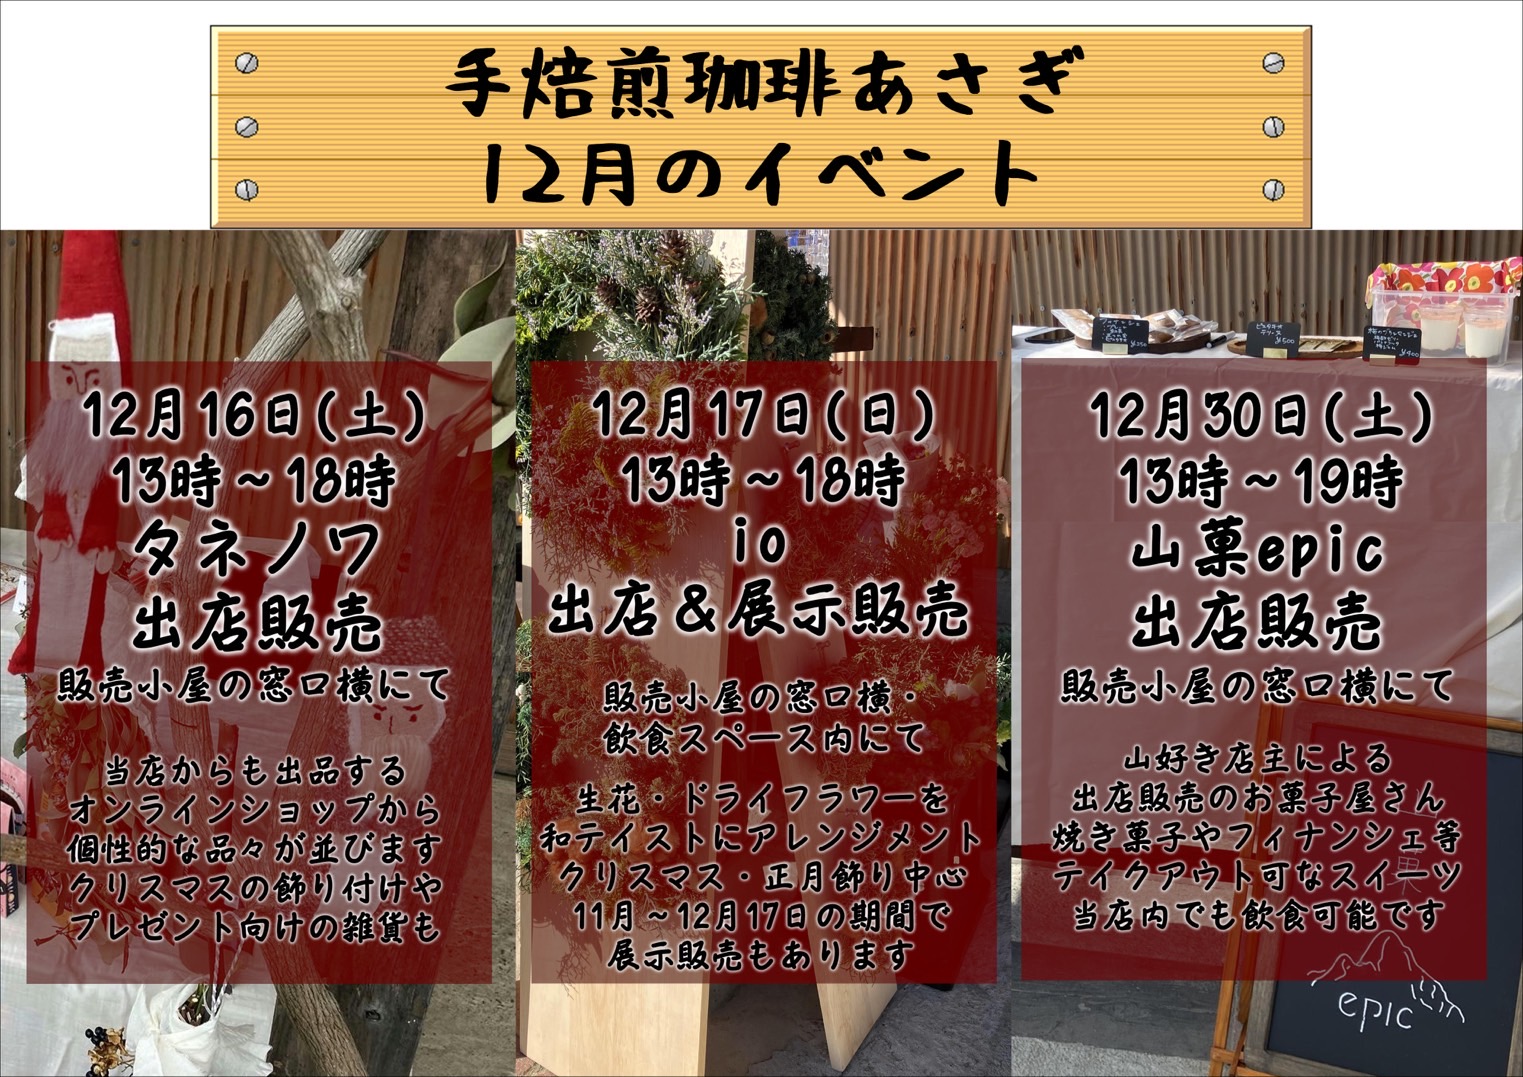 手焙煎珈琲あさぎ
12月のイベント
12月16日(土)
13時～18時
タネノワ
出店販売
販売小屋の窓口横にて
当店からも出品する
オンラインショップから
個性的な品々が並びます
クリスマスの飾り付けや
プレゼント向けの雑貨も
12月17日(日)
13時～18時
io
出店＆展示販売
販売小屋の窓口横・
飲食スペース内にて
生花・ドライフラワーを
和テイストにアレンジメント
クリスマス・正月飾り中心
11月～12月17日の期間で
展示販売もあります
12月30日(土)
13時～19時
山菓epic
出店販売
販売小屋の窓口横にて
山好き店主による
出店販売のお菓子屋さん
焼き菓子やフィナンシェ等
テイクアウト可なスイーツ
当店内でも飲食可能です
¥350
¥500
¥400
epic